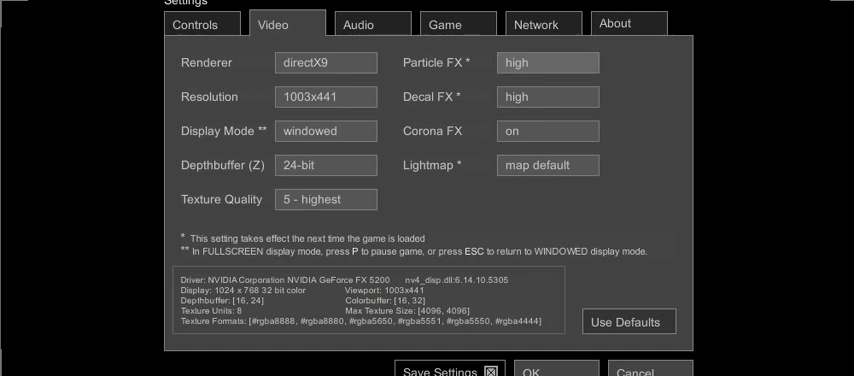 Settings
Controls Video Audio Game Network About
Renderer directX9 Particle FX * high
Resolution 1003x441 Decal FX * high
Display Mode ** windowed Corona FX on
Depthbuffer (Z) 24-bit Lightmap * map default
Texture Quality 5 - highest
* This setting takes effect the next time the game is loaded
** In FULLSCREEN display mode, press P to pause game, or press ESC to return to WINDOWED display mode.
Driver: NVIDIA Corporation NVIDIA GeForce FX 5200 nv4_disp.dll:6.14.10.5305
Display: 1024 x 768 32 bit color Viewport: 1003x441
Depthbuffer: [16, 24] Colorbuffer: [16, 32]
Texture Units: 8 Max Texture Size: [4096, 4096]
Texture Formats: [#rgba8888, #rgba8880, #rgba5650, #rgba5551, #rgba5550, #rgba4444]
Use Defaults
Save Settings OK Cancel